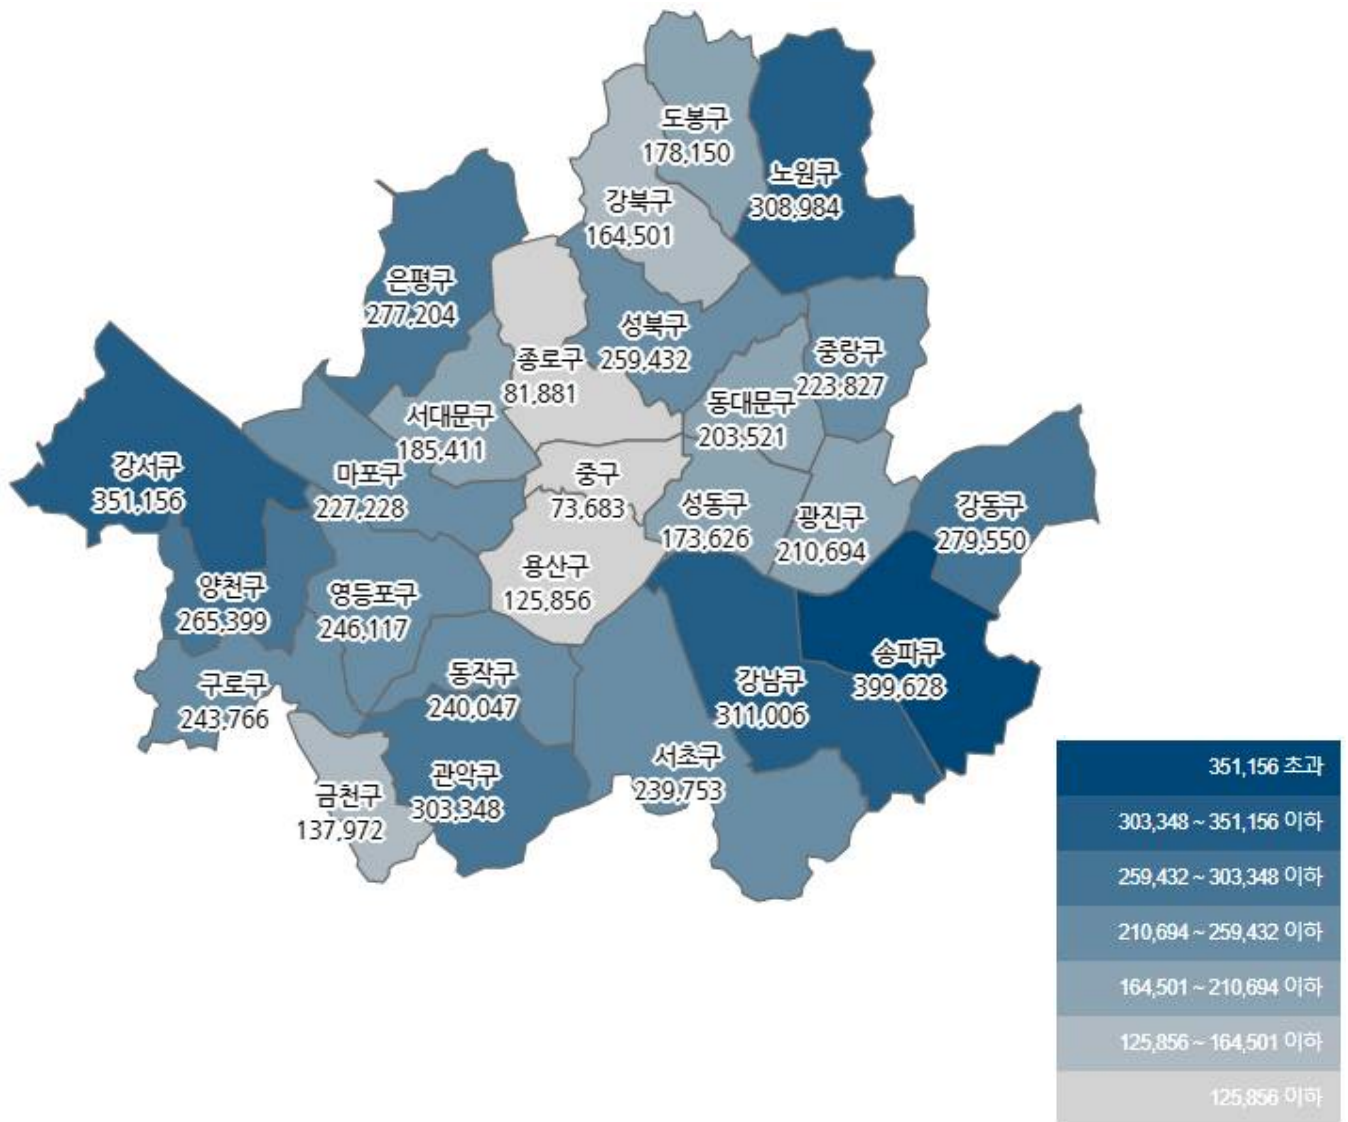 도봉구
178,150
노원구
308,984
강북구
164,501
은평구
277,204
성북구
259,432
종로구
81,881
중랑구
223,827
동대문구
203,521
서대문구
185,411
강서구
351,156
마포구
227,228
중구
73,683
성동구
173,626
광진구
210,694
강동구
279,550
용산구
125,856
양천구
265,399
영등포구
246,117
구로구
243,766
동작구
240,047
강남구
311,006
송파구
399,628
서초구
239,753
관악구
303,348
금천구
137,972
351,156 초과
303,348 ~ 351,156 이하
259,432 ~ 303,348 이하
210,694 ~ 259,432 이하
164,501 ~ 210,694 이하
125,856 ~ 164,501 이하
125,856 이하